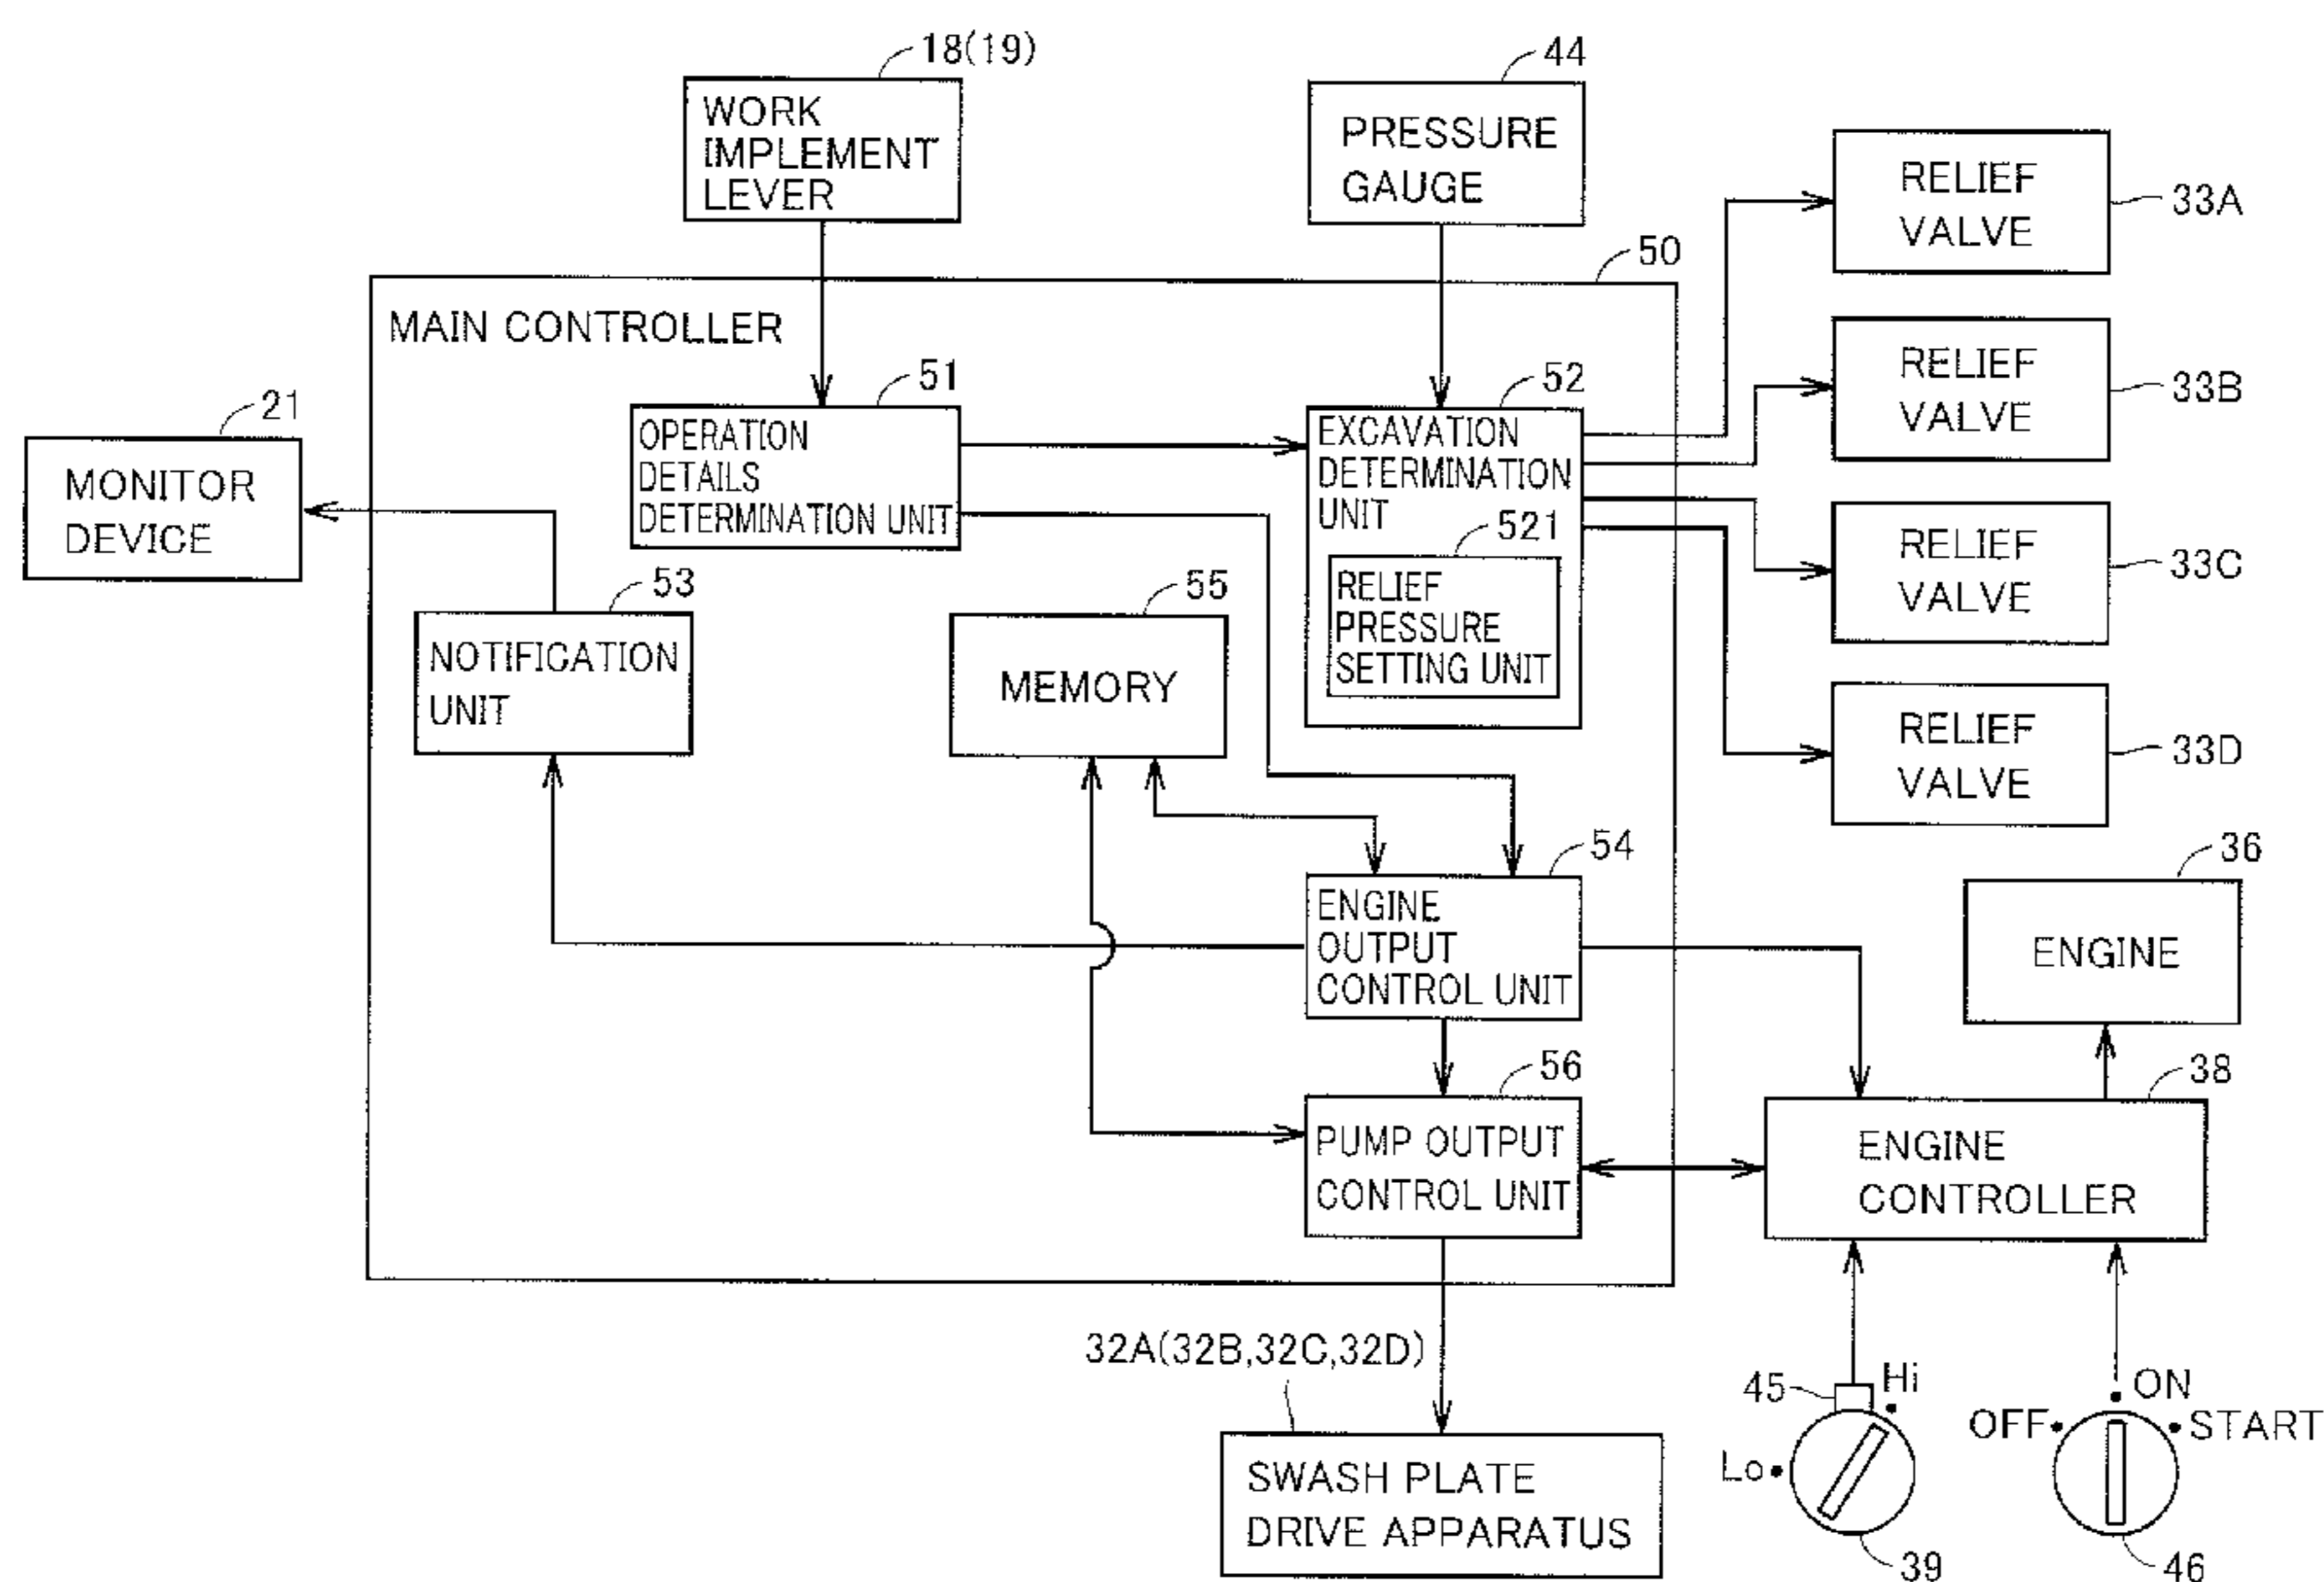 18(19)
WORK
IMPLEMENT
LEVER
44
PRESSURE
GAUGE
RELIEF
VALVE
33A
50
MAIN CONTROLLER
RELIEF
VALVE
33B
21
MONITOR
DEVICE
51
OPERATION
DETAILS
DETERMINATION UNIT
52
EXCAVATION
DETERMINATION
UNIT
521
RELIEF
PRESSURE
SETTING UNIT
RELIEF
VALVE
33C
53
NOTIFICATION
UNIT
55
MEMORY
RELIEF
VALVE
33D
54
ENGINE
OUTPUT
CONTROL UNIT
36
ENGINE
56
PUMP OUTPUT
CONTROL UNIT
38
ENGINE
CONTROLLER
32A(32B,32C,32D)
SWASH PLATE
DRIVE APPARATUS
45
Hi
Lo
39
ON
OFF
START
46